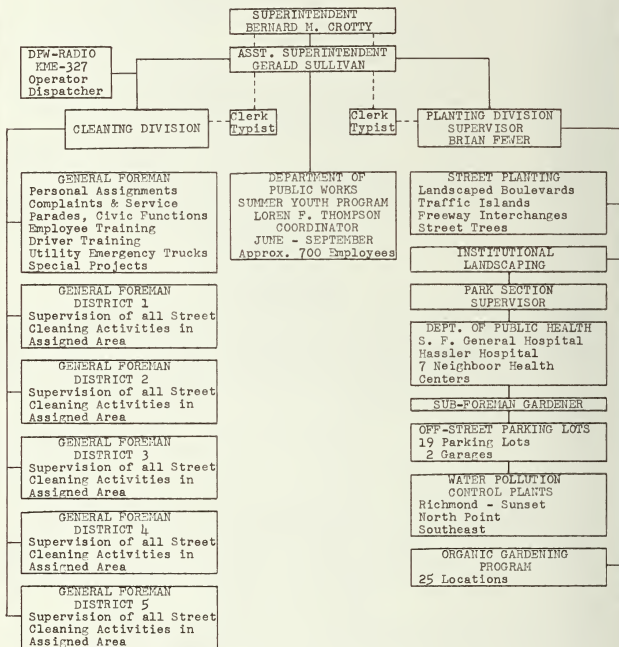 SUPERINTENDENT
BERNARD M. CROTTY
ASST. SUPERINTENDENT
GERALD SULLIVAN
DPW-RADIO
KME-327
Operator
Dispatcher
CLEANING DIVISION
Clerk
Typist
Clerk
Typist
PLANTING DIVISION
SUPERVISOR
BRIAN FEWER
GENERAL FOREMAN
Personal Assignments
Complaints & Service
Parades, Civic Functions
Employee Training
Driver Training
Utility Emergency Trucks
Special Projects
GENERAL FOREMAN
DISTRICT 1
Supervision of all Street
Cleaning Activities in
Assigned Area
GENERAL FOREMAN
DISTRICT 2
Supervision of all Street
Cleaning Activities in
Assigned Area
GENERAL FOREMAN
DISTRICT 3
Supervision of all Street
Cleaning Activities in
Assigned Area
GENERAL FOREMAN
DISTRICT 4
Supervision of all Street
Cleaning Activities in
Assigned Area
GENERAL FOREMAN
DISTRICT 5
Supervision of all Street
Cleaning Activities in
Assigned Area
DEPARTMENT OF
PUBLIC WORKS
SUMMER YOUTH PROGRAM
LOREN F. THOMPSON
COORDINATOR
JUNE - SEPTEMBER
Approx. 700 Employees
STREET PLANTING
Landscaped Boulevards
Traffic Islands
Freeway Interchanges
Street Trees
INSTITUTIONAL
LANDSCAPING
PARK SECTION
SUPERVISOR
DEPT. OF PUBLIC HEALTH
S. F. General Hospital
Hassler Hospital
7 Neighboor Health
Centers
SUB-FOREMAN GARDENER
OFF-STREET PARKING LOTS
19 Parking Lots
2 Garages
WATER POLLUTION
CONTROL PLANTS
Richmond - Sunset
North Point
Southeast
ORGANIC GARDENING
PROGRAM
25 Locations